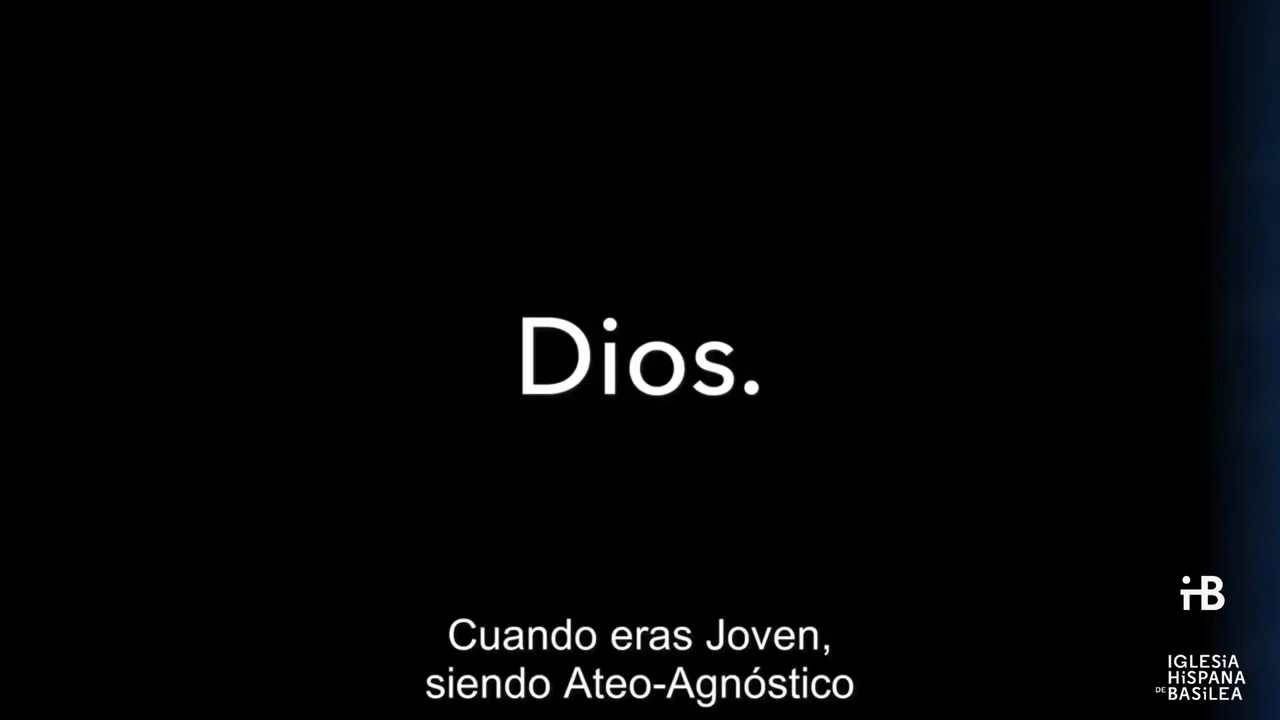 Dios.
Cuando eras Joven,
siendo Ateo-Agnóstico
iB
IGLESiA
HiSPANA
DE BASiLEA